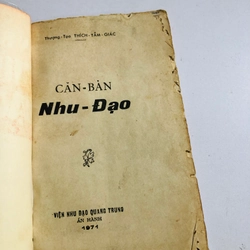 Thượng-Tọa THÍCH-TÂM-GIÁC
CĂN-BẢN
Nhu-Đạo
VIỆN NHU ĐẠO QUANG TRUNG
ẤN HÀNH
1971